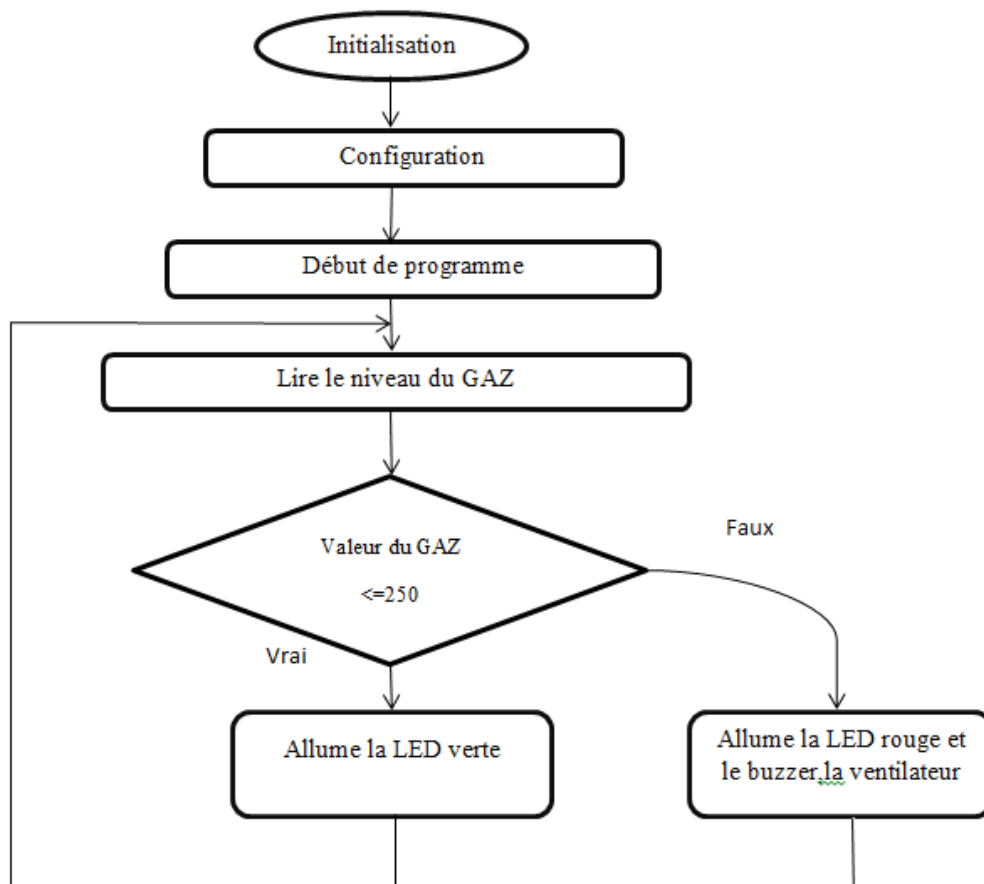 Initialisation
Configuration
Début de programme
Lire le niveau du GAZ
Valeur du GAZ
<=250
Faux
Vrai
Allume la LED verte
Allume la LED rouge et
le buzzer,la ventilateur